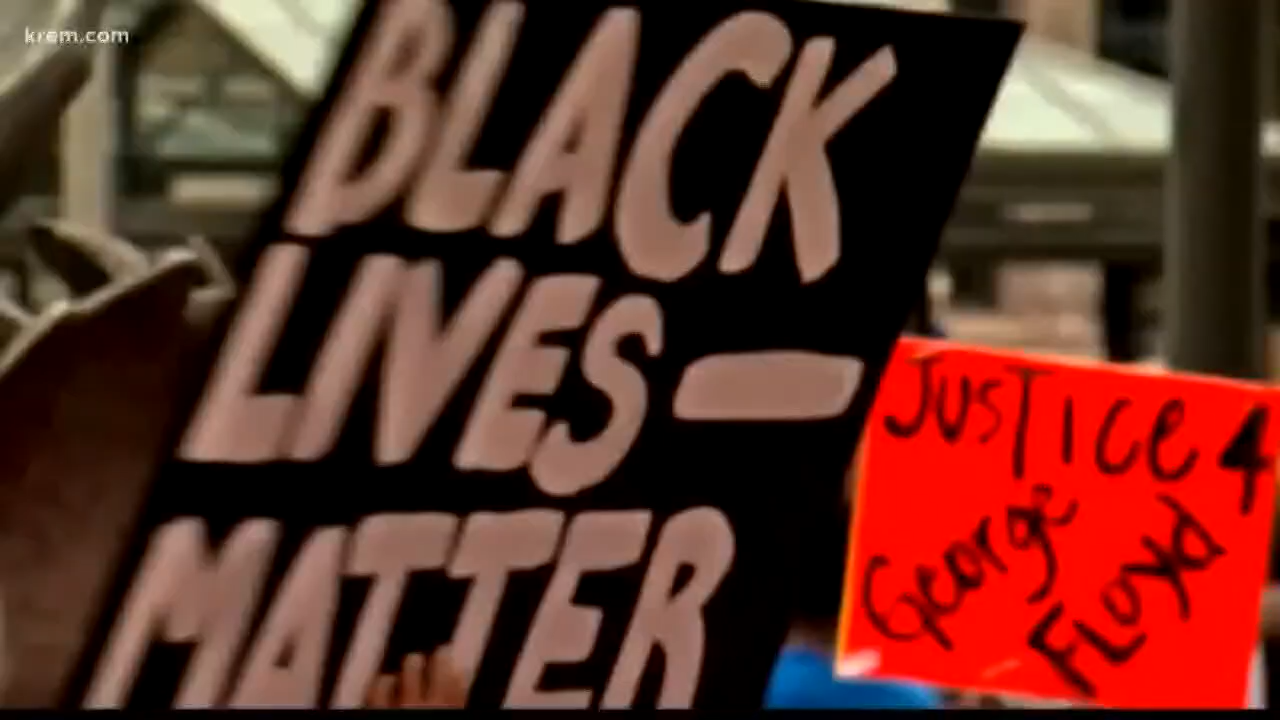 krem.com
BLACK
LIVES —
MATTER
JUSTICE 4
George
FLoyd